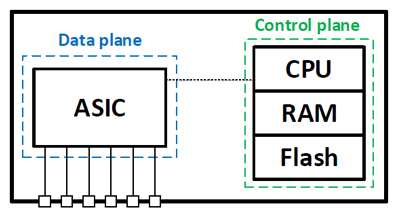 Data plane
ASIC
Control plane
CPU
RAM
Flash